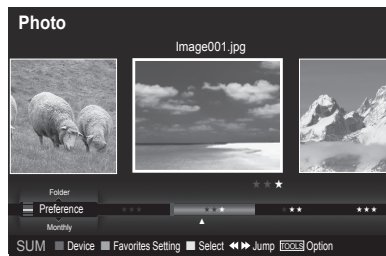 Photo
Image001.jpg
Folder
Preference
Monthly
SUM Device Favorites Setting Select Jump TOOLS Option